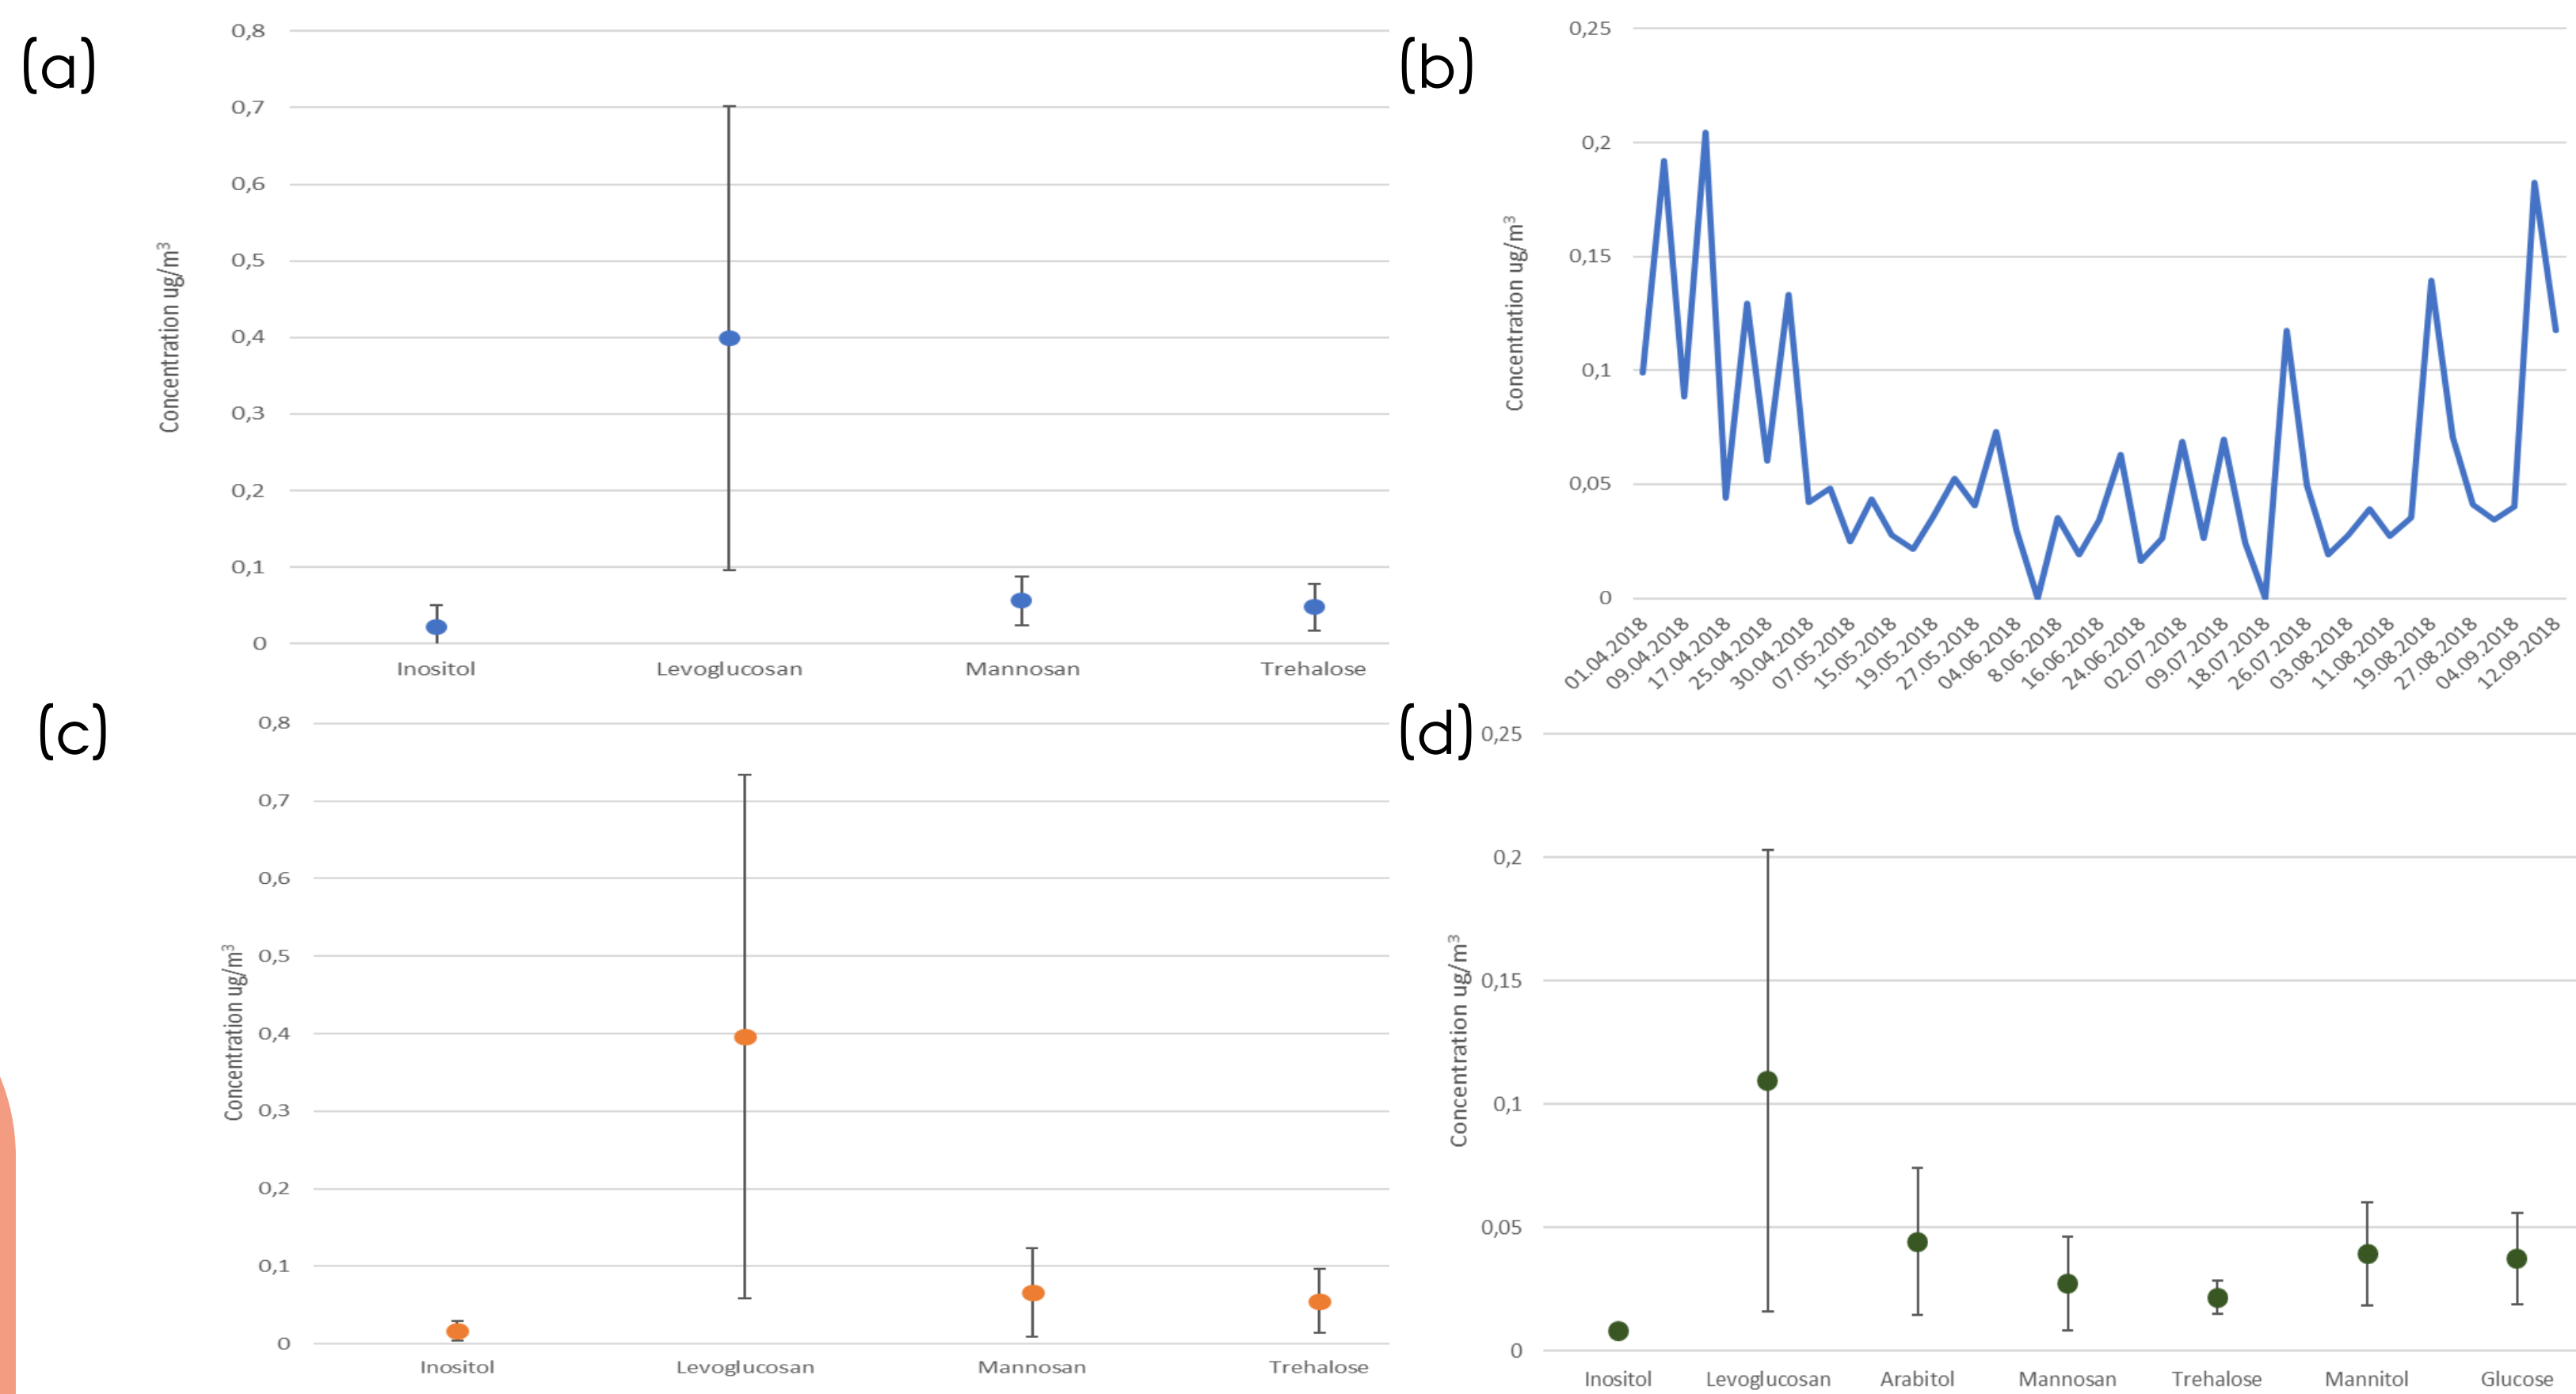 (a)
0,8
0,7
0,6
0,5
0,4
0,3
0,2
0,1
0
Concentration ug/m³
Inositol Levoglucosan Mannosan Trehalose
(b)
0,25
0,2
0,15
0,1
0,05
0
Concentration ug/m³
01.04.2018 09.04.2018 17.04.2018 25.04.2018 30.04.2018 07.05.2018 15.05.2018 19.05.2018 27.05.2018 04.06.2018 8.06.2018 16.06.2018 24.06.2018 02.07.2018 09.07.2018 18.07.2018 26.07.2018 03.08.2018 11.08.2018 19.08.2018 27.08.2018 04.09.2018 12.09.2018
(c)
0,8
0,7
0,6
0,5
0,4
0,3
0,2
0,1
0
Concentration ug/m³
Inositol Levoglucosan Mannosan Trehalose
(d)
0,25
0,2
0,15
0,1
0,05
0
Concentration ug/m³
Inositol Levoglucosan Arabitol Mannosan Trehalose Mannitol Glucose